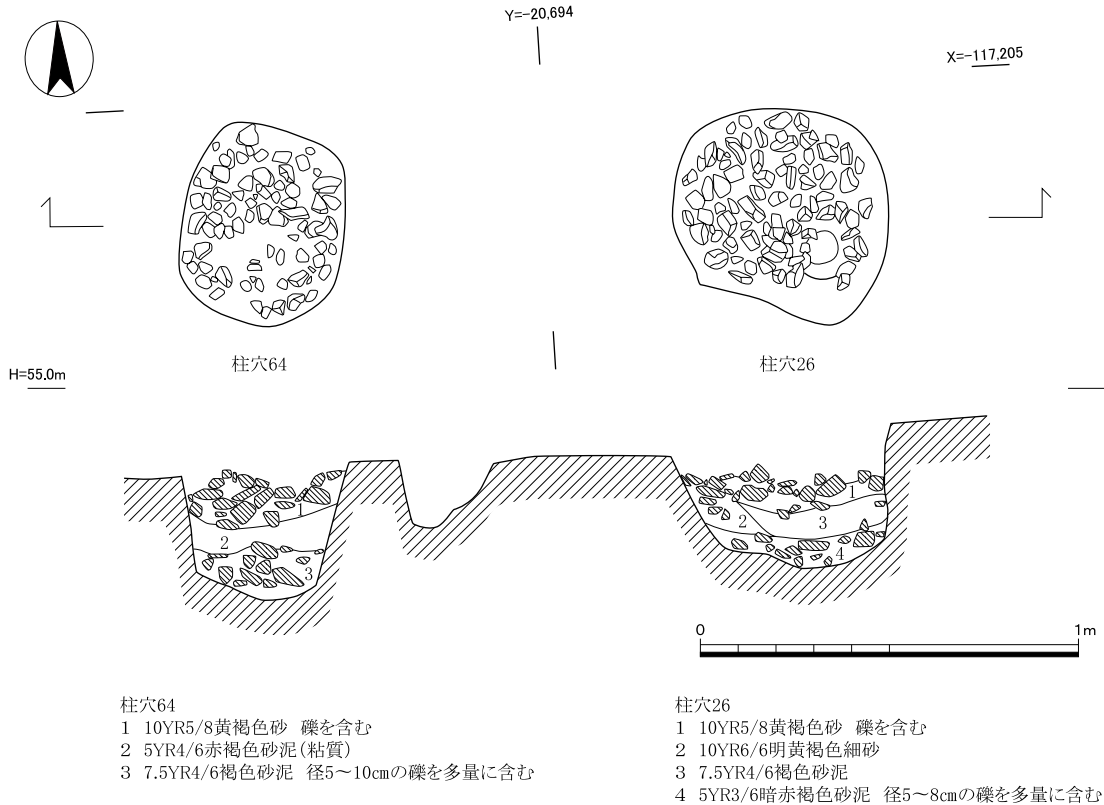 Y=-20,694
X=-117,205
柱穴64
柱穴26
H=55.0m
1
2
3
1
2
3
4
0
1m
柱穴64
1 10YR5/8黄褐色砂 礫を含む
2 5YR4/6赤褐色砂泥(粘質)
3 7.5YR4/6褐色砂泥 径5～10㎝の礫を多量に含む
柱穴26
1 10YR5/8黄褐色砂 礫を含む
2 10YR6/6明黄褐色細砂
3 7.5YR4/6褐色砂泥
4 5YR3/6暗赤褐色砂泥 径5～8㎝の礫を多量に含む